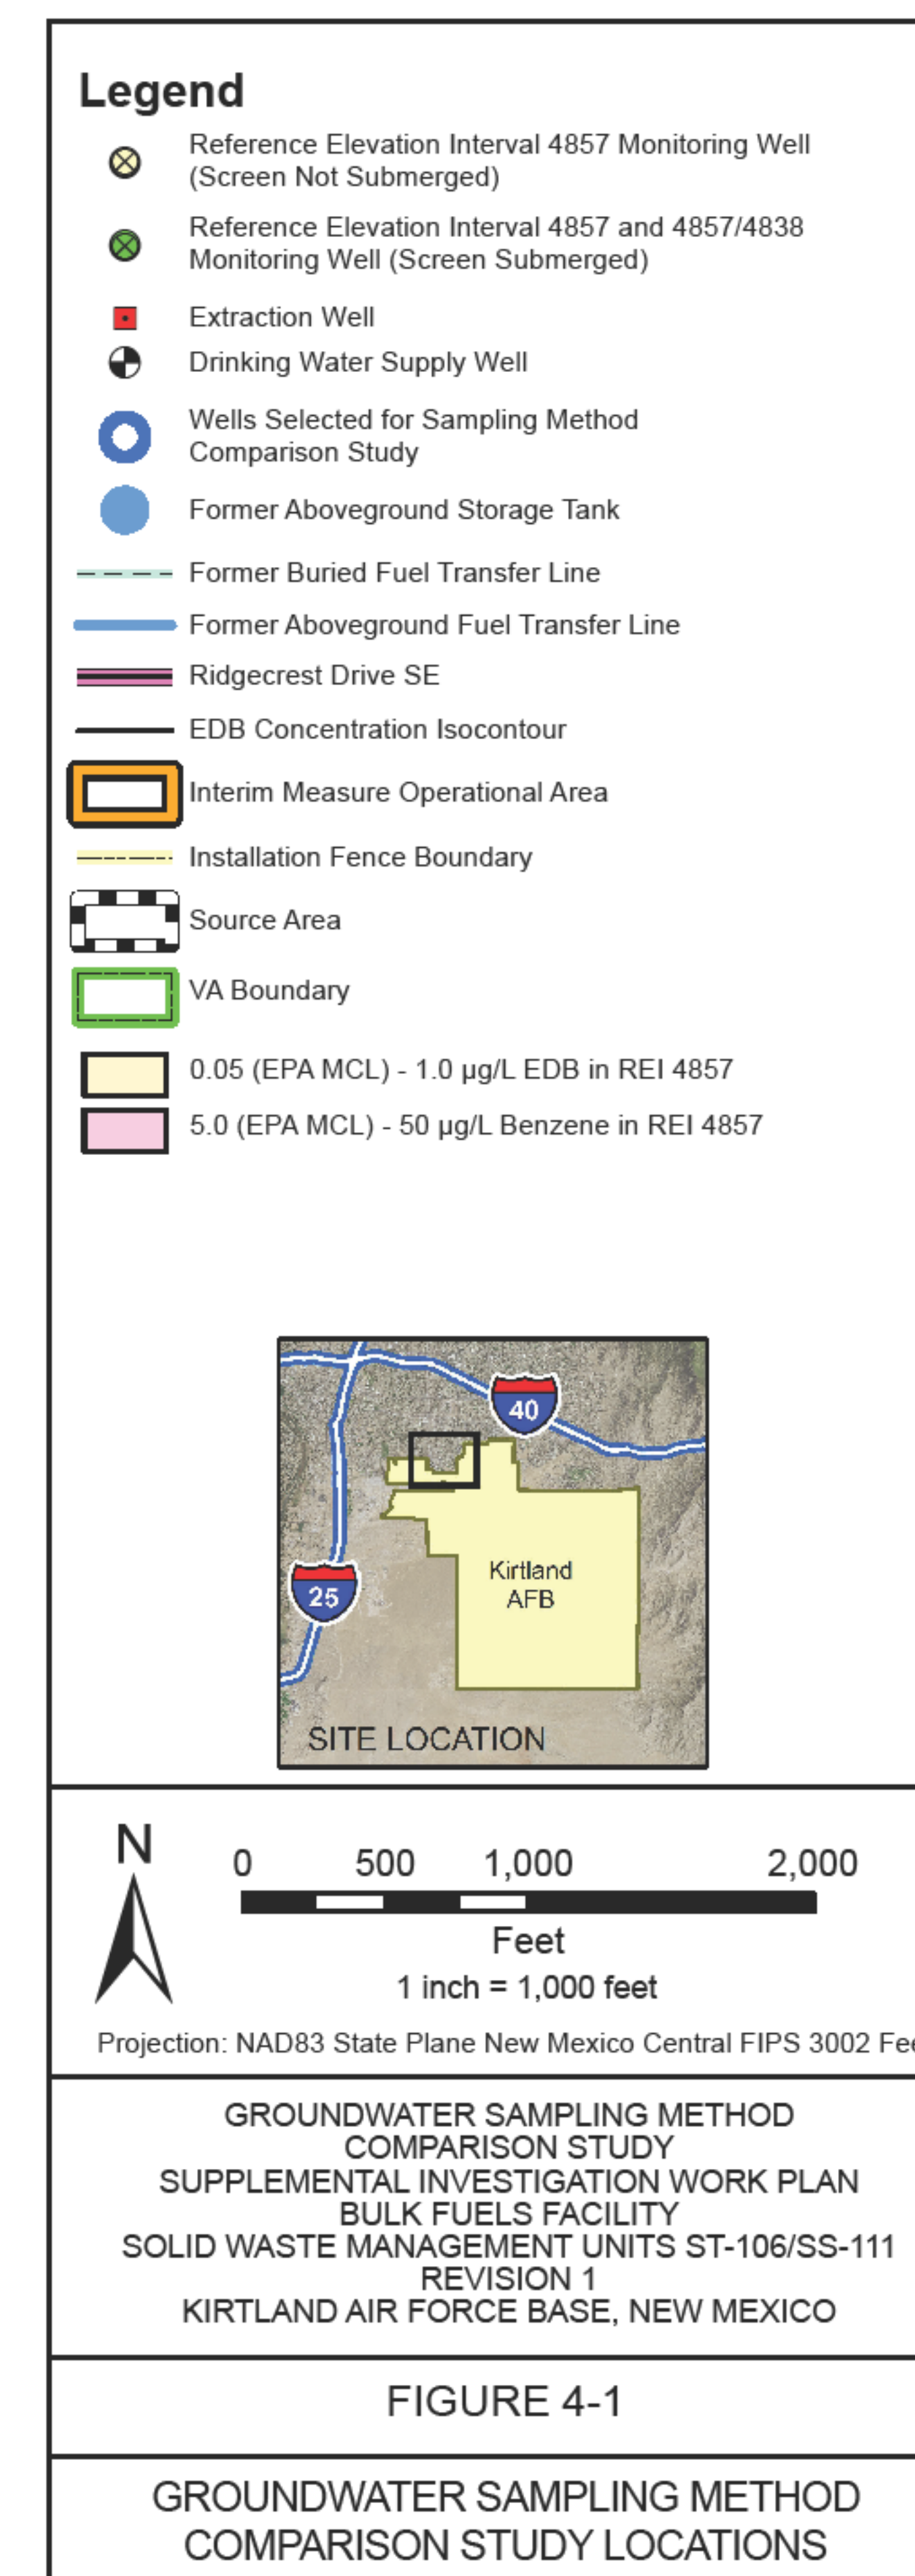 Legend
Reference Elevation Interval 4857 Monitoring Well
(Screen Not Submerged)
Reference Elevation Interval 4857 and 4857/4838
Monitoring Well (Screen Submerged)
Extraction Well
Drinking Water Supply Well
Wells Selected for Sampling Method
Comparison Study
Former Aboveground Storage Tank
Former Buried Fuel Transfer Line
Former Aboveground Fuel Transfer Line
Ridgecrest Drive SE
EDB Concentration Isocontour
Interim Measure Operational Area
Installation Fence Boundary
Source Area
VA Boundary
0.05 (EPA MCL) - 1.0 µg/L EDB in REI 4857
5.0 (EPA MCL) - 50 µg/L Benzene in REI 4857
40
Kirtland
AFB
25
SITE LOCATION
N
0 500 1,000 2,000
Feet
1 inch = 1,000 feet
Projection: NAD83 State Plane New Mexico Central FIPS 3002 Fee
GROUNDWATER SAMPLING METHOD
COMPARISON STUDY
SUPPLEMENTAL INVESTIGATION WORK PLAN
BULK FUELS FACILITY
SOLID WASTE MANAGEMENT UNITS ST-106/SS-111
REVISION 1
KIRTLAND AIR FORCE BASE, NEW MEXICO
FIGURE 4-1
GROUNDWATER SAMPLING METHOD
COMPARISON STUDY LOCATIONS